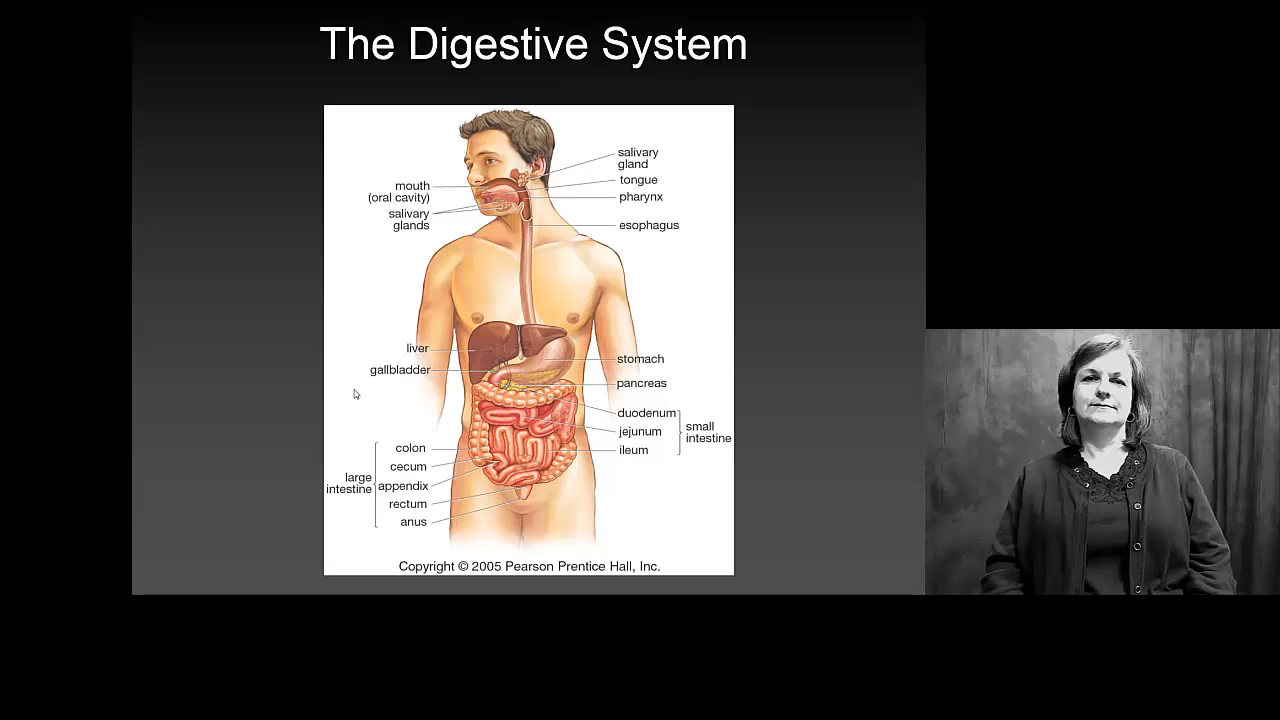 The Digestive System
salivary
gland
tongue
pharynx
esophagus
mouth
(oral cavity)
salivary
glands
liver
gallbladder
stomach
pancreas
duodenum
jejunum
ileum
small
intestine
colon
cecum
appendix
rectum
anus
large
intestine
Copyright © 2005 Pearson Prentice Hall, Inc.